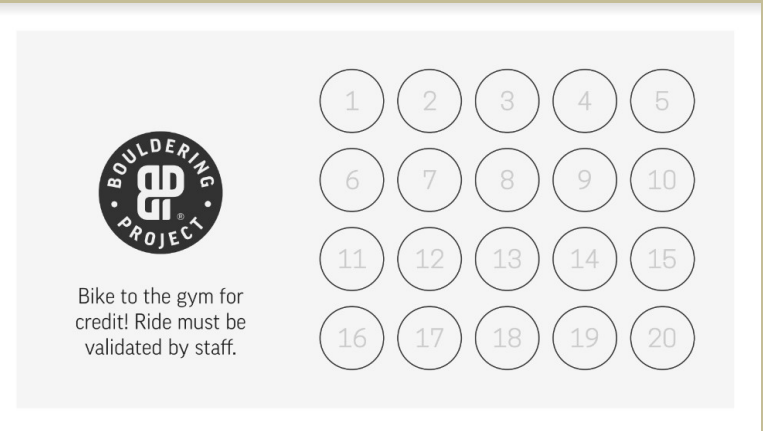 BOULDERING
BP
PROJECT
®
Bike to the gym for
credit! Ride must be
validated by staff.
1 2 3 4 5
6 7 8 9 10
11 12 13 14 15
16 17 18 19 20